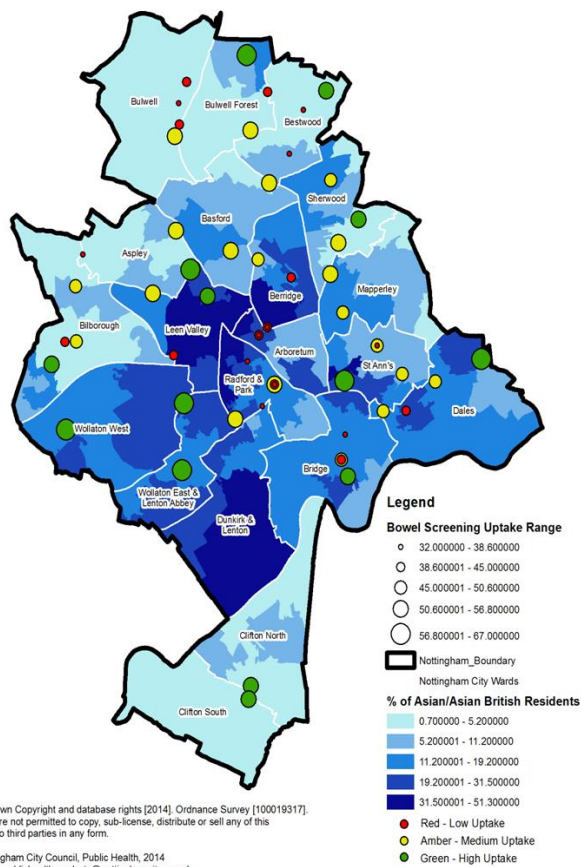 Bulwell
Bulwell Forest
Bestwood
Sherwood
Basford
Aspley
Berridge
Mapperley
Bilborough
Leen Valley
Arboretum
St Ann's
Radford &
Park
Dales
Wollaton West
Bridge
Wollaton East &
Lenton Abbey
Dunkirk &
Lenton
Clifton North
Clifton South
Legend
Bowel Screening Uptake Range
32.000000 - 38.600000
38.600001 - 45.000000
45.000001 - 50.600000
50.600001 - 56.800000
56.800001 - 67.000000
Nottingham_Boundary
Nottingham City Wards
% of Asian/Asian British Residents
0.700000 - 5.200000
5.200001 - 11.200000
11.200001 - 19.200000
19.200001 - 31.500000
31.500001 - 51.300000
Red - Low Uptake
Amber - Medium Uptake
Green - High Uptake
wn Copyright and database rights [2014]. Ordnance Survey [100019317].
re not permitted to copy, sub-license, distribute or sell any of this
o third parties in any form.
gham City Council, Public Health, 2014